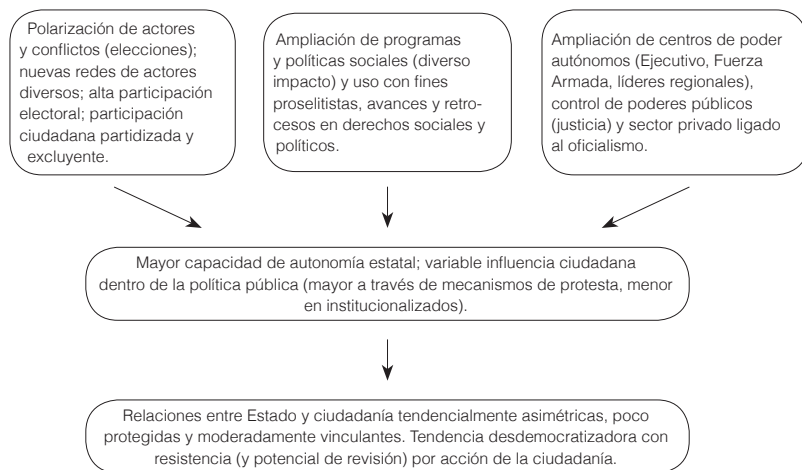 Polarización de actores
y conflictos (elecciones);
nuevas redes de actores
diversos; alta participación
electoral; participación
ciudadana partidizada y
excluyente.
Ampliación de programas
y políticas sociales (diverso
impacto) y uso con fines
proselitistas, avances y retro-
cesos en derechos sociales y
políticos.
Ampliación de centros de poder
autónomos (Ejecutivo, Fuerza
Armada, líderes regionales),
control de poderes públicos
(justicia) y sector privado ligado
al oficialismo.
Mayor capacidad de autonomía estatal; variable influencia ciudadana
dentro de la política pública (mayor a través de mecanismos de protesta, menor
en institucionalizados).
Relaciones entre Estado y ciudadanía tendencialmente asimétricas, poco
protegidas y moderadamente vinculantes. Tendencia desdemocratizadora con
resistencia (y potencial de revisión) por acción de la ciudadanía.